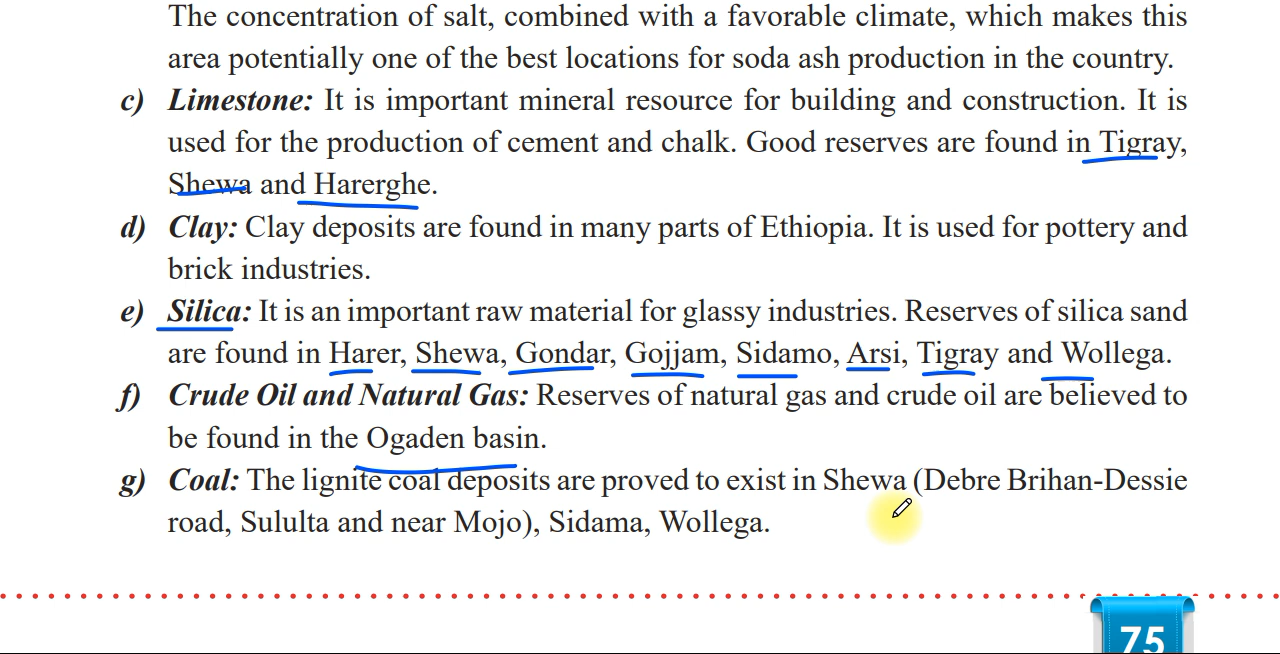 The concentration of salt, combined with a favorable climate, which makes this
area potentially one of the best locations for soda ash production in the country.
c) Limestone: It is important mineral resource for building and construction. It is
used for the production of cement and chalk. Good reserves are found in Tigray,
Shewa and Harerghe.
d) Clay: Clay deposits are found in many parts of Ethiopia. It is used for pottery and
brick industries.
e) Silica: It is an important raw material for glassy industries. Reserves of silica sand
are found in Harer, Shewa, Gondar, Gojjam, Sidamo, Arsi, Tigray and Wollega.
f) Crude Oil and Natural Gas: Reserves of natural gas and crude oil are believed to
be found in the Ogaden basin.
g) Coal: The lignite coal deposits are proved to exist in Shewa (Debre Brihan-Dessie
road, Sululta and near Mojo), Sidama, Wollega.
75